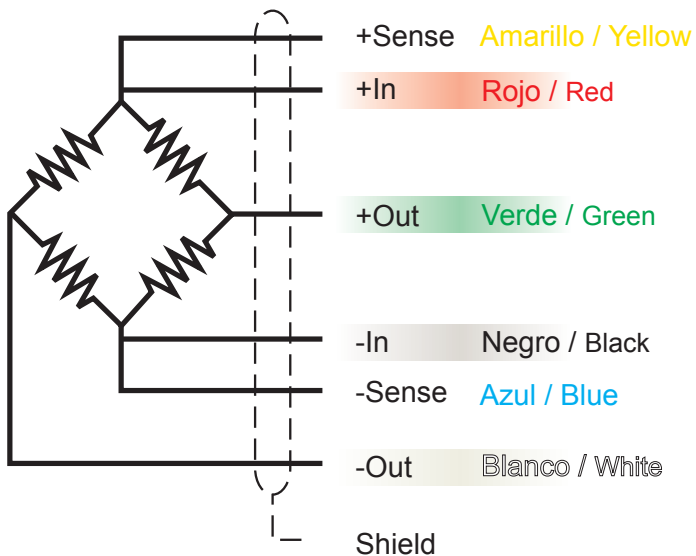 +Sense Amarillo / Yellow
+In Rojo / Red
+Out Verde / Green
-In Negro / Black
-Sense Azul / Blue
-Out Blanco / White
Shield